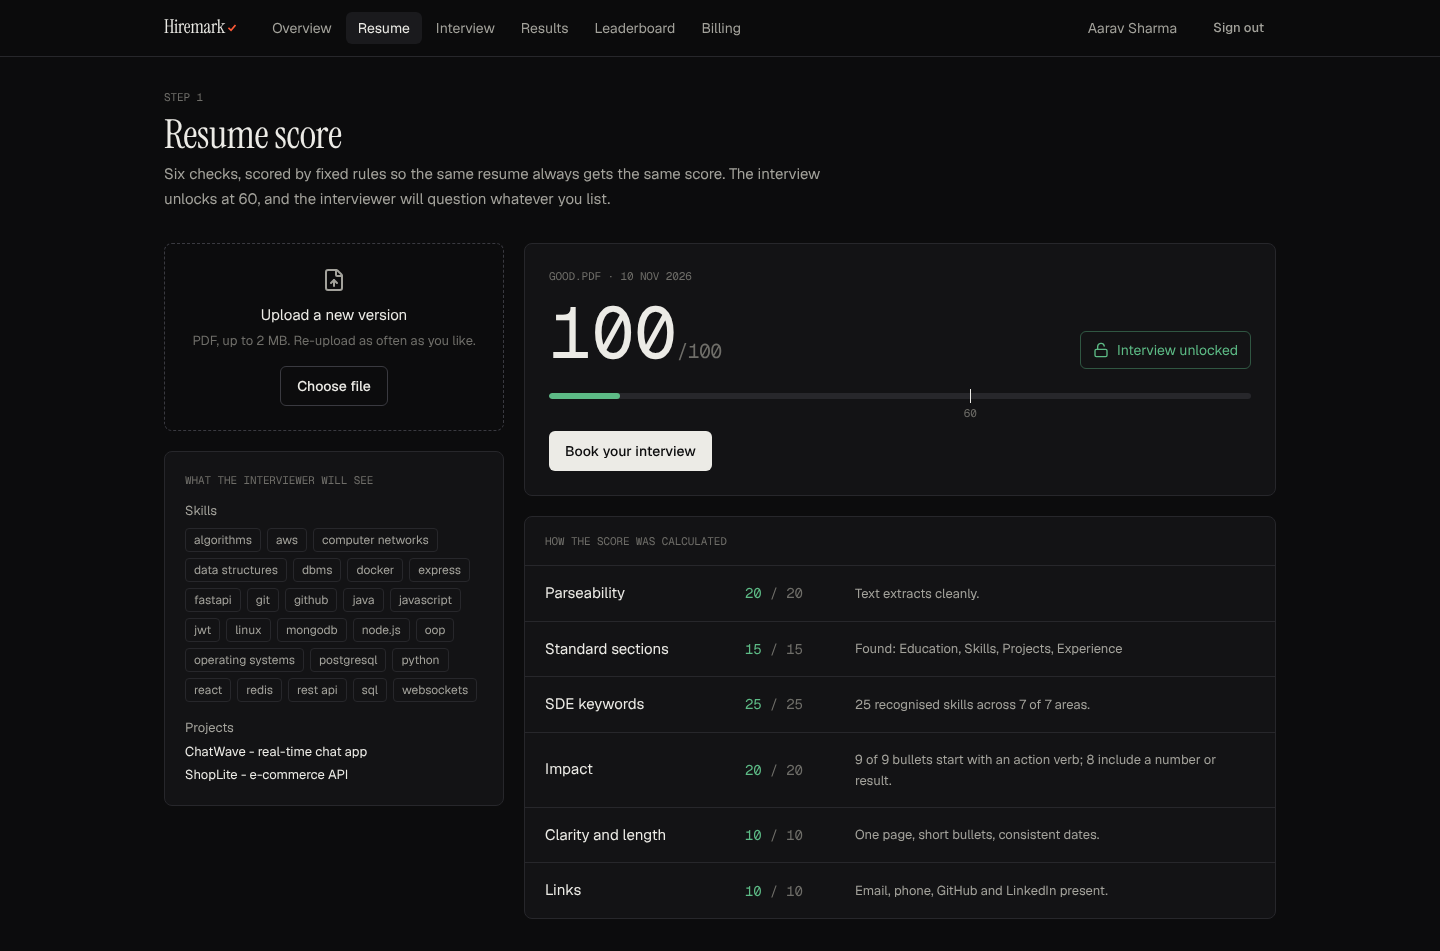 Hiremark
Overview
Resume
Interview
Results
Leaderboard
Billing
Aarav Sharma
Sign out
STEP 1
Resume score
Six checks, scored by fixed rules so the same resume always gets the same score. The interview
unlocks at 60, and the interviewer will question whatever you list.
Upload a new version
PDF, up to 2 MB. Re-upload as often as you like.
Choose file
WHAT THE INTERVIEWER WILL SEE
Skills
algorithms aws computer networks
data structures dbms docker express
fastapi git github java javascript
jwt linux mongodb node.js oop
operating systems postgresql python
react redis rest api sql websockets
Projects
ChatWave - real-time chat app
ShopLite - e-commerce API
GOOD.PDF · 10 NOV 2026
100/100
Interview unlocked
60
Book your interview
HOW THE SCORE WAS CALCULATED
Parseability 20 / 20 Text extracts cleanly.
Standard sections 15 / 15 Found: Education, Skills, Projects, Experience
SDE keywords 25 / 25 25 recognised skills across 7 of 7 areas.
Impact 20 / 20 9 of 9 bullets start with an action verb; 8 include a number or
result.
Clarity and length 10 / 10 One page, short bullets, consistent dates.
Links 10 / 10 Email, phone, GitHub and LinkedIn present.